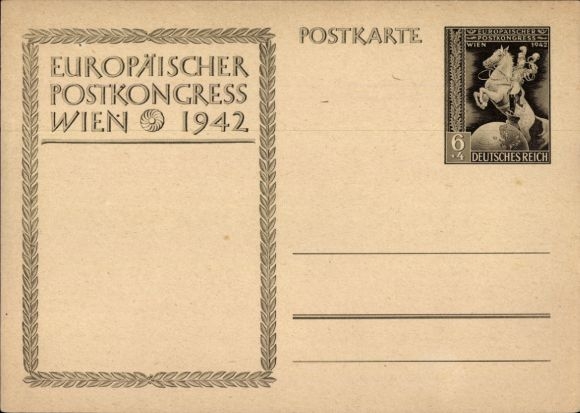 EUROPÄISCHER
POSTKONGRESS
WIEN 1942
POSTKARTE
EUROPÄISCHER
POSTKONGRESS
WIEN 1942
6
+4
DEUTSCHES REICH